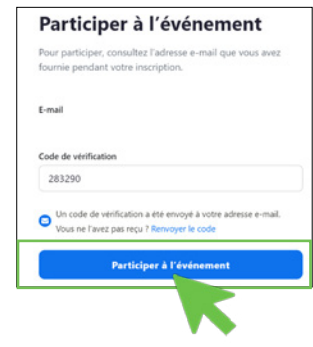 Participer à l'événement
Pour participer, consultez l'adresse e-mail que vous avez
fournie pendant votre inscription.
E-mail
Code de vérification
283290
Un code de vérification a été envoyé à votre adresse e-mail.
Vous ne l'avez pas reçu ? Renvoyer le code
Participer à l'événement